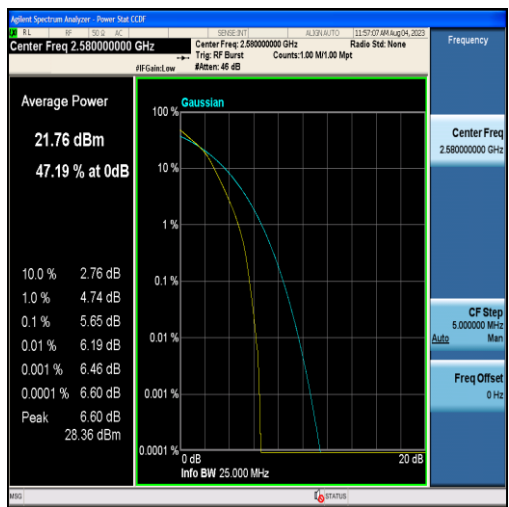 Agilent Spectrum Analyzer - Power Stat CCDF
RL RF 50 Ω AC SENSE:INT ALIGN AUTO 11:57:07 AM Aug 04, 2023
Center Freq 2.580000000 GHz
Center Freq: 2.580000000 GHz Radio Std: None
Trig: RF Burst Counts:1.00 M/1.00 Mpt
#IFGain:Low #Atten: 46 dB
Frequency
Average Power
21.76 dBm
47.19 % at 0dB
10.0 % 2.76 dB
1.0 % 4.74 dB
0.1 % 5.65 dB
0.01 % 6.19 dB
0.001 % 6.46 dB
0.0001 % 6.60 dB
Peak 6.60 dB
28.36 dBm
Gaussian
100 %
10 %
1 %
0.1 %
0.01 %
0.001 %
0.0001 %
0 dB 20 dB
Info BW 25.000 MHz
Center Freq
2.580000000 GHz
CF Step
5.000000 MHz
Auto Man
Freq Offset
0 Hz
MSG STATUS